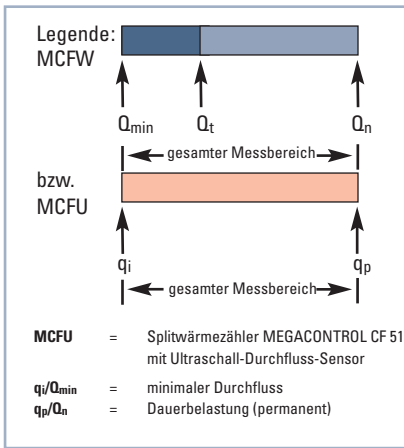 Legende:
MCFW
Qmin Qt Qn
gesamter Messbereich
bzw.
MCFU
qi qp
gesamter Messbereich
MCFU = Splitwärmezähler MEGACONTROL CF 51
mit Ultraschall-Durchfluss-Sensor
qi/Qmin = minimaler Durchfluss
qp/Qn = Dauerbelastung (permanent)